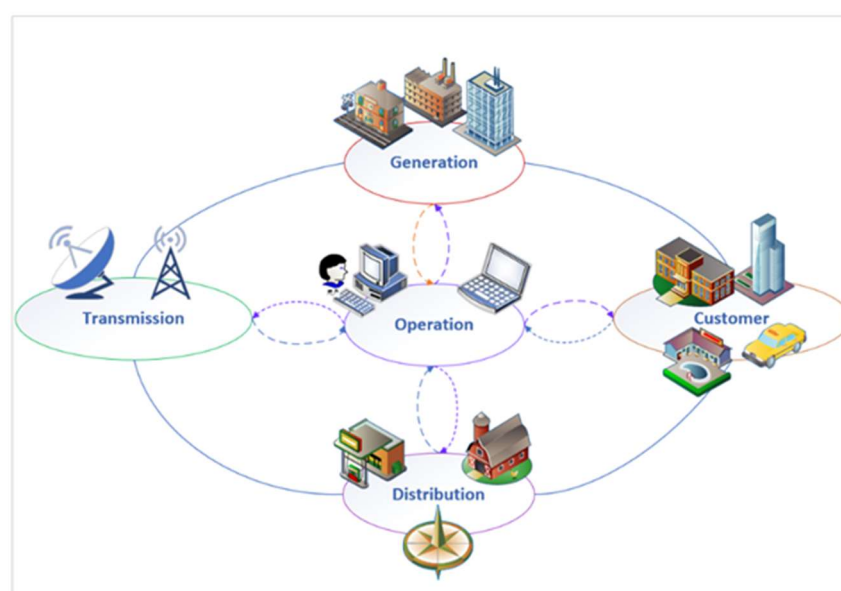 Generation
Transmission
Operation
Customer
Distribution